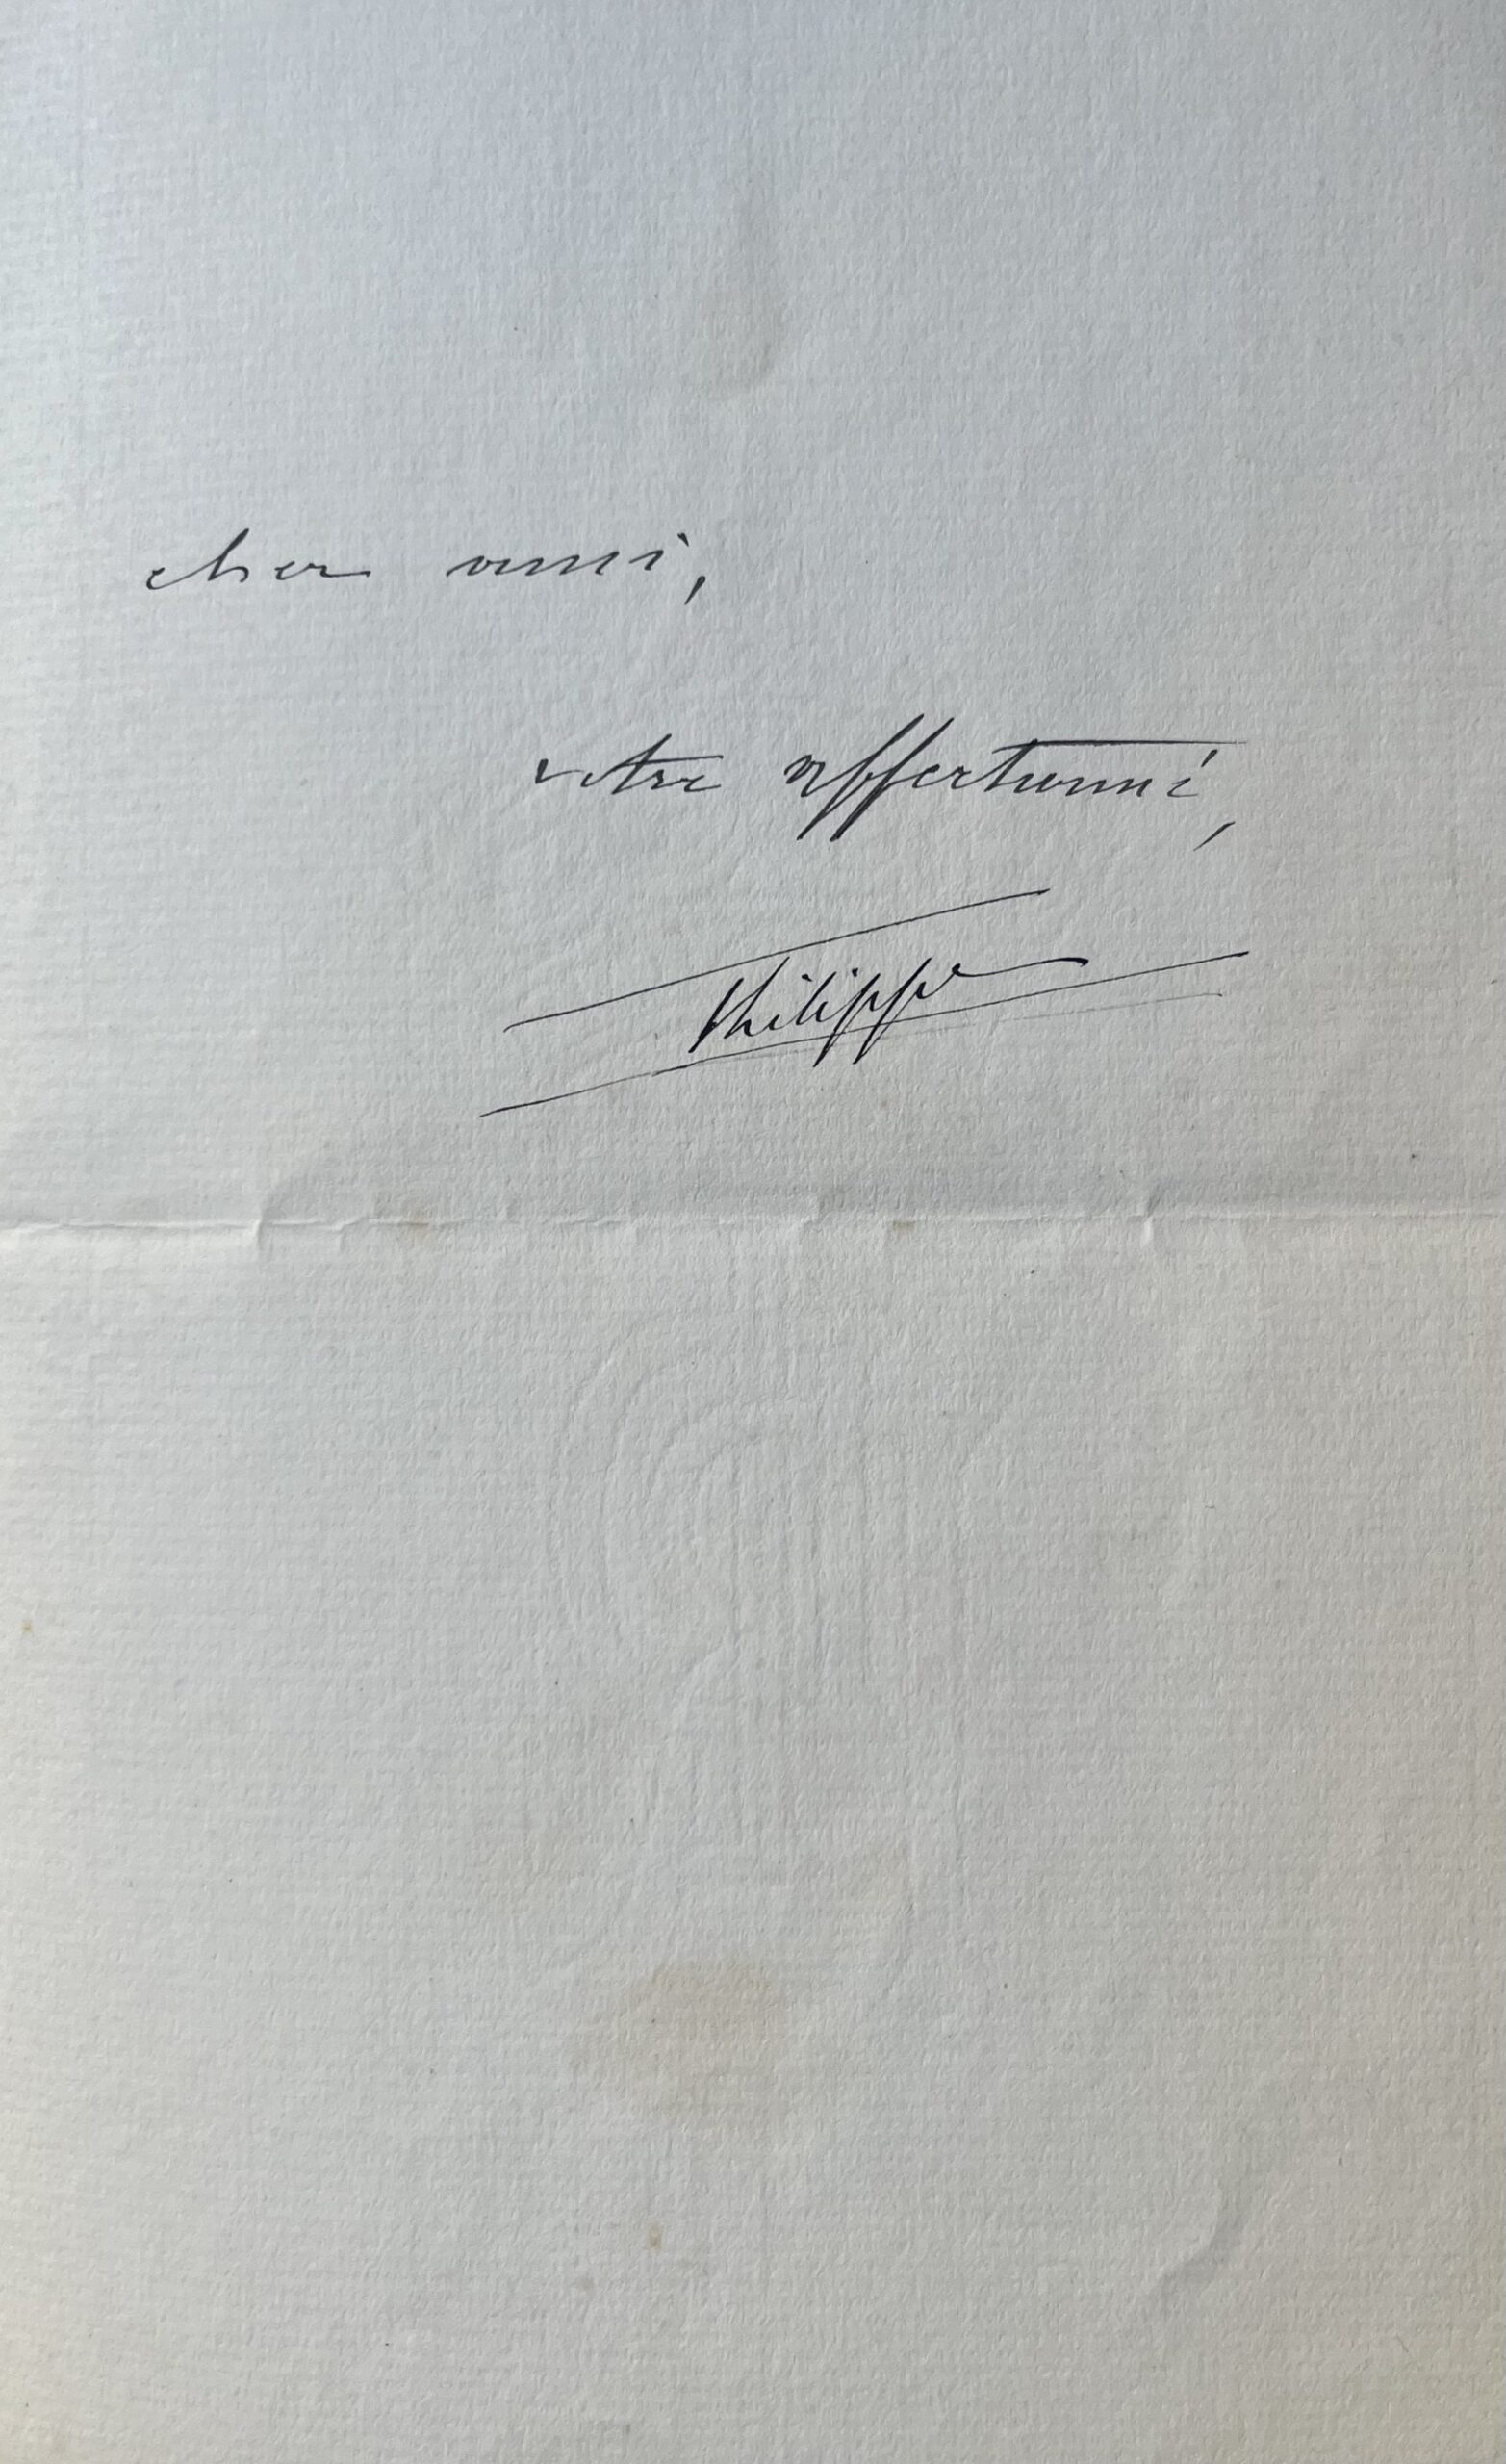 cher ami,
votre affectionné,
Philippe